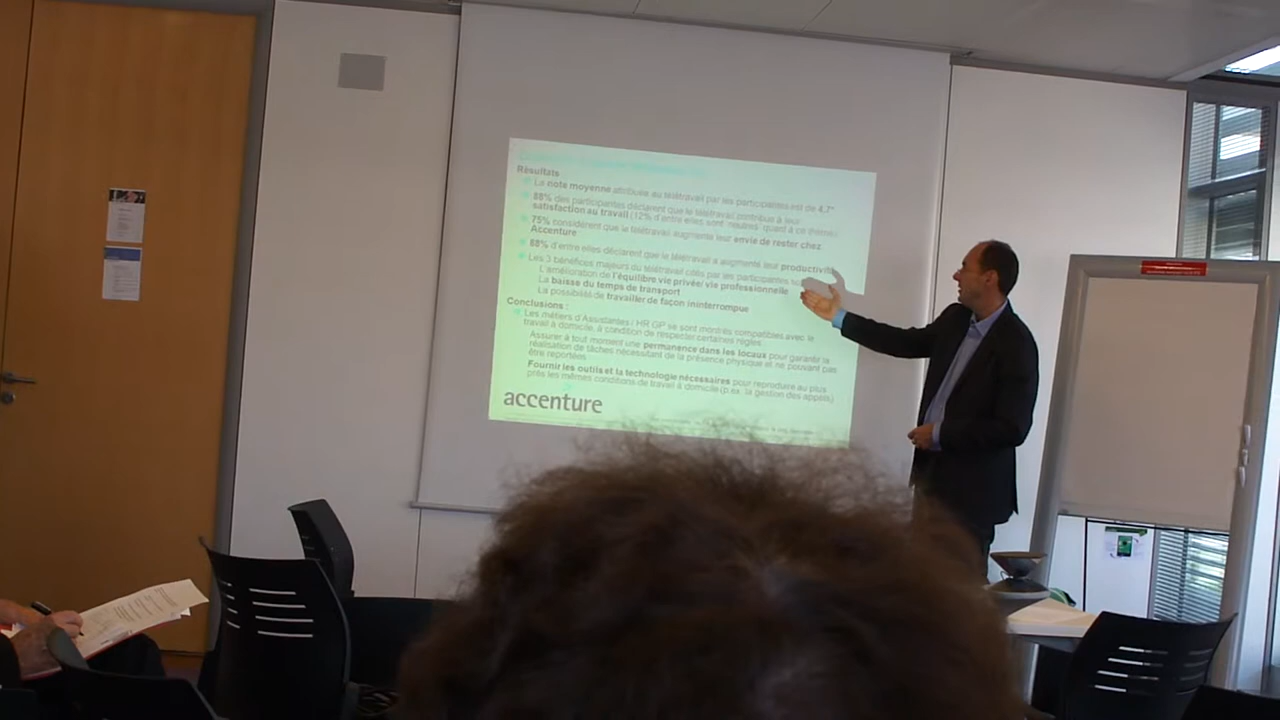 Résultats
La note moyenne attribuée au télétravail par les participantes est de 4,7*
88% des participantes déclarent que le télétravail contribue à leur
satisfaction au travail (12% d'entre elles sont neutres quant à ce thème)
75% considèrent que le télétravail augmente leur envie de rester chez
Accenture
88% d'entre elles déclarent que le télétravail a augmenté leur productivité
Les 3 bénéfices majeurs du télétravail cités par les participantes
L'amélioration de l'équilibre vie privée/ vie professionnelle
La baisse du temps de transport
La possibilité de travailler de façon ininterrompue
Conclusions :
Les métiers d'Assistantes / HR GP se sont montrés compatibles avec le
travail à domicile, à condition de respecter certaines règles:
Assurer à tout moment une permanence dans les locaux pour garantir la
réalisation de tâches nécessitant de la présence physique et ne pouvant pas
être reportées
Fournir les outils et la technologie nécessaires pour reproduire au plus
près les mêmes conditions de travail à domicile (p.ex. la gestion des appels)
accenture